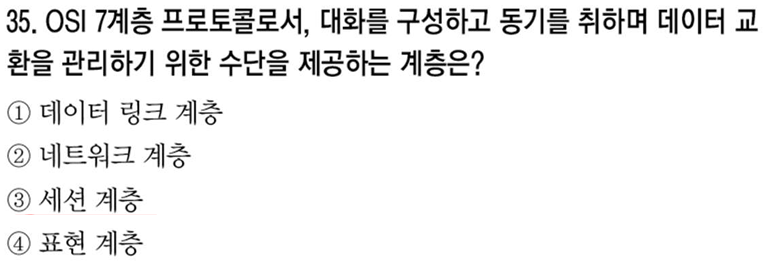 35. OSI 7계층 프로토콜로서, 대화를 구성하고 동기를 취하며 데이터 교
환을 관리하기 위한 수단을 제공하는 계층은?
① 데이터 링크 계층
② 네트워크 계층
③ 세션 계층
④ 표현 계층